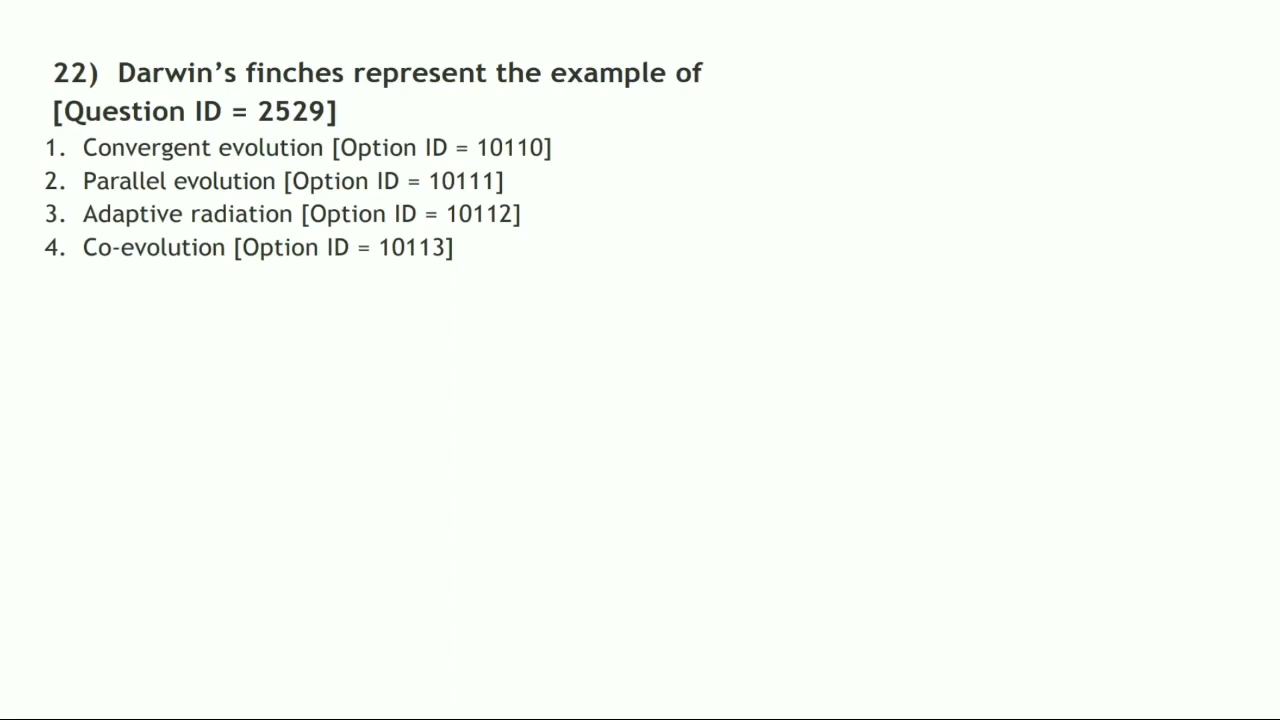 22) Darwin’s finches represent the example of
[Question ID = 2529]
1. Convergent evolution [Option ID = 10110]
2. Parallel evolution [Option ID = 10111]
3. Adaptive radiation [Option ID = 10112]
4. Co-evolution [Option ID = 10113]